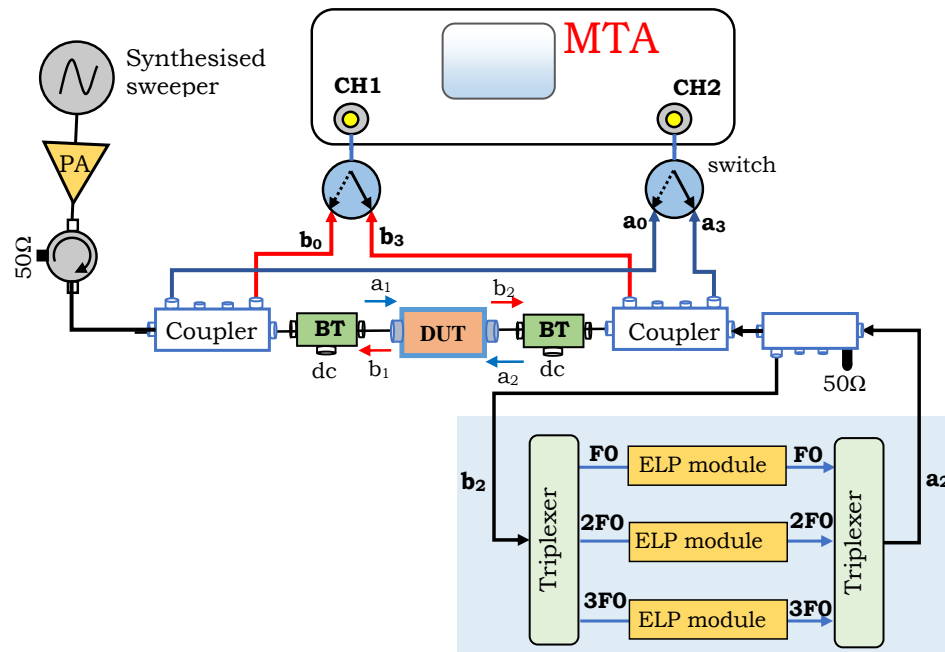 MTA
Synthesised
sweeper
CH1
CH2
PA
switch
50Ω
b₀
b₃
a₀
a₃
a₁
b₂
Coupler
BT
DUT
BT
Coupler
dc
b₁
a₂
dc
50Ω
b₂
a₂
Triplexer
F0
ELP module
F0
2F0
ELP module
2F0
3F0
ELP module
3F0
Triplexer